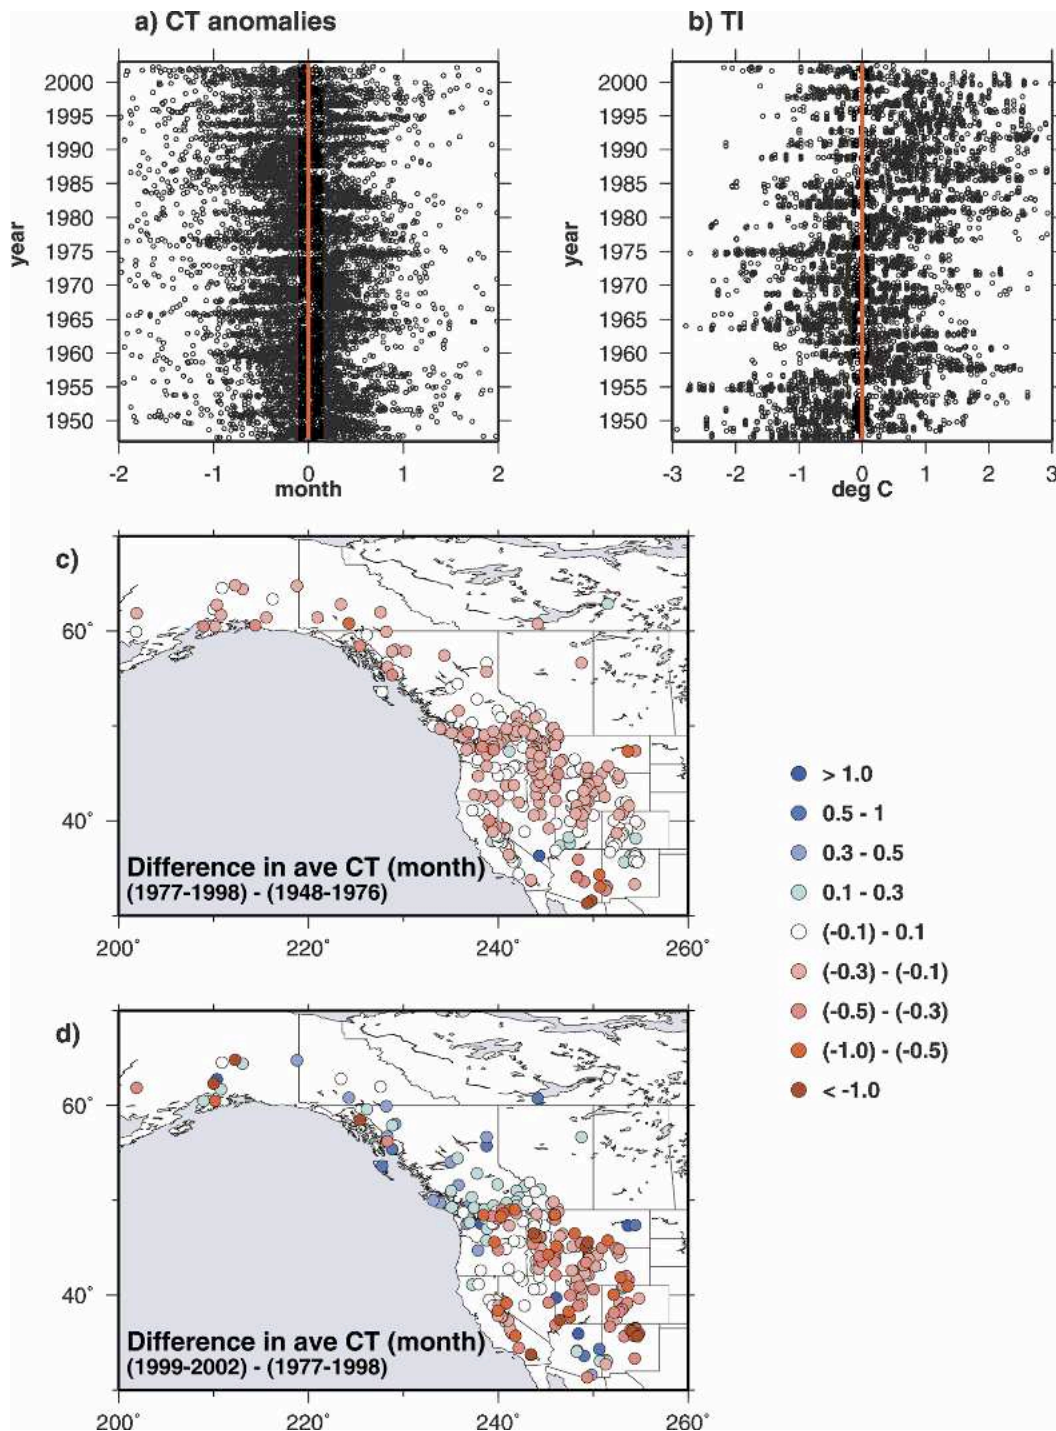 a) CT anomalies
b) TI
2000
1995
1990
1985
1980
1975
1970
1965
1960
1955
1950
year
-2 -1 0 1 2
month
2000
1995
1990
1985
1980
1975
1970
1965
1960
1955
1950
year
-3 -2 -1 0 1 2 3
deg C
c)
60˚
40˚
Difference in ave CT (month)
(1977-1998) - (1948-1976)
200˚ 220˚ 240˚ 260˚
> 1.0
0.5 - 1
0.3 - 0.5
0.1 - 0.3
(-0.1) - 0.1
(-0.3) - (-0.1)
(-0.5) - (-0.3)
(-1.0) - (-0.5)
< -1.0
d)
60˚
40˚
Difference in ave CT (month)
(1999-2002) - (1977-1998)
200˚ 220˚ 240˚ 260˚